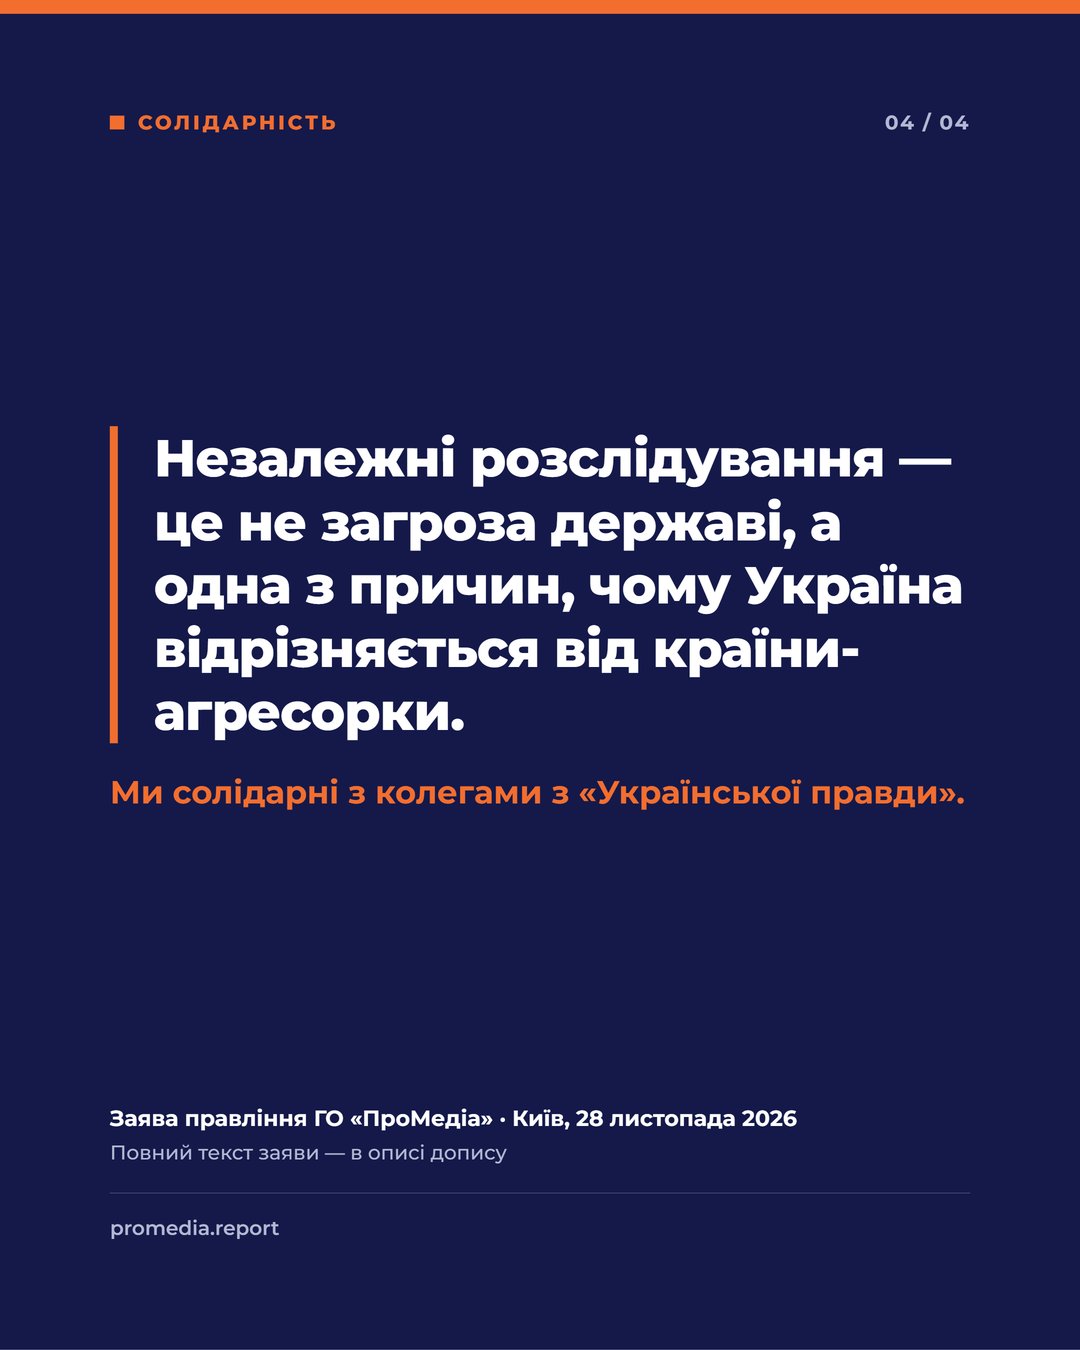 СОЛІДАРНІСТЬ
04 / 04
Незалежні розслідування —
це не загроза державі, а
одна з причин, чому Україна
відрізняється від країни-
агресорки.
Ми солідарні з колегами з «Української правди».
Заява правління ГО «ПроМедіа» · Київ, 28 листопада 2026
Повний текст заяви — в описі допису
promedia.report